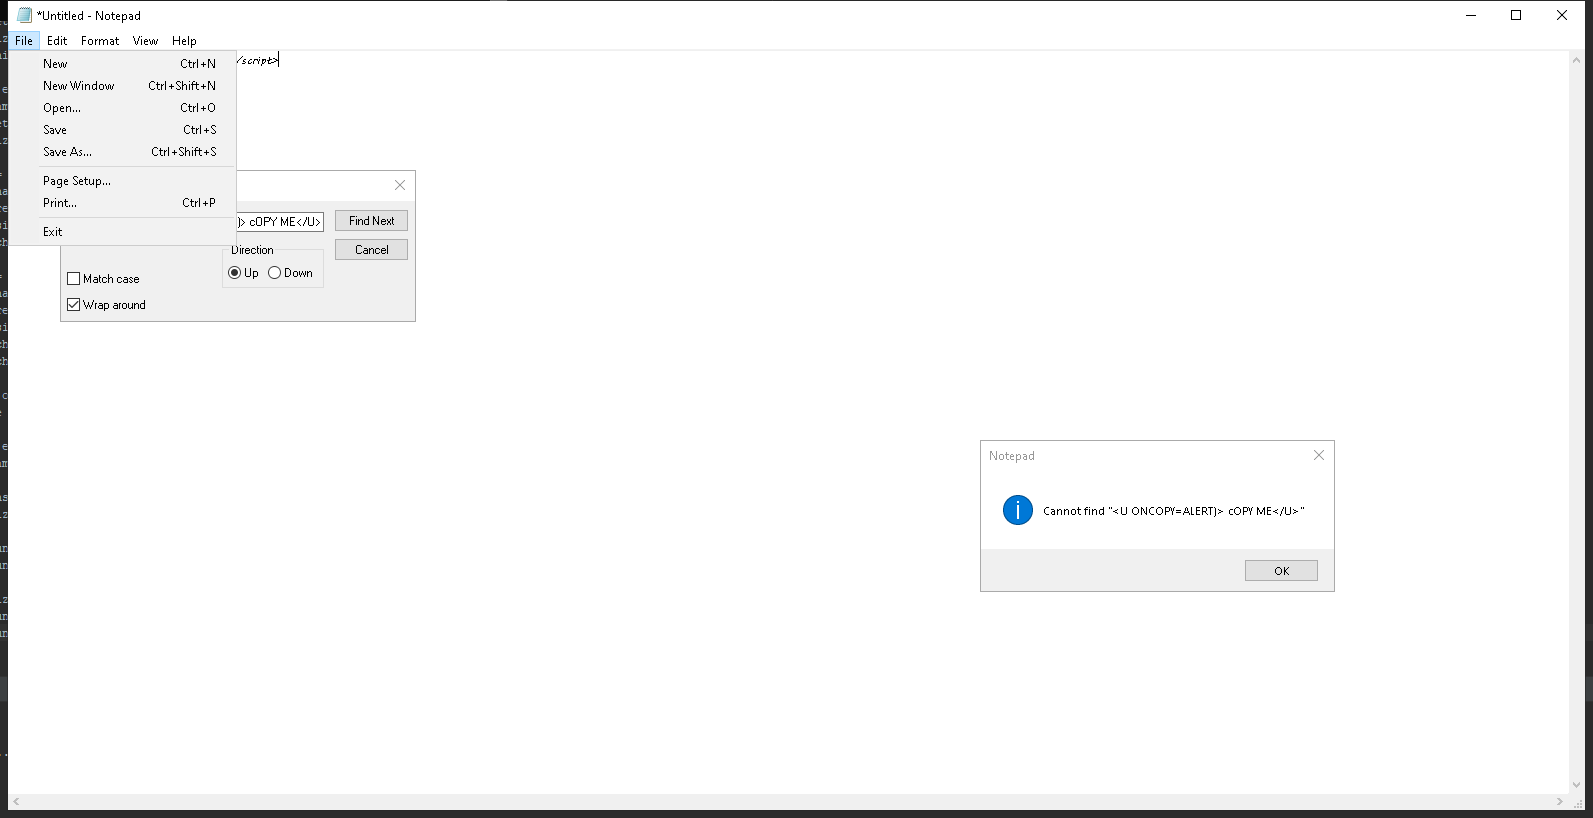 *Untitled - Notepad
File Edit Format View Help
/script>
New Ctrl+N
New Window Ctrl+Shift+N
Open... Ctrl+O
Save Ctrl+S
Save As... Ctrl+Shift+S
Page Setup...
Print... Ctrl+P
Exit
)> cOPY ME</U>
Find Next
Direction
Cancel
Up Down
Match case
Wrap around
Notepad
Cannot find "<U ONCOPY=ALERT)> cOPY ME</U>"
OK